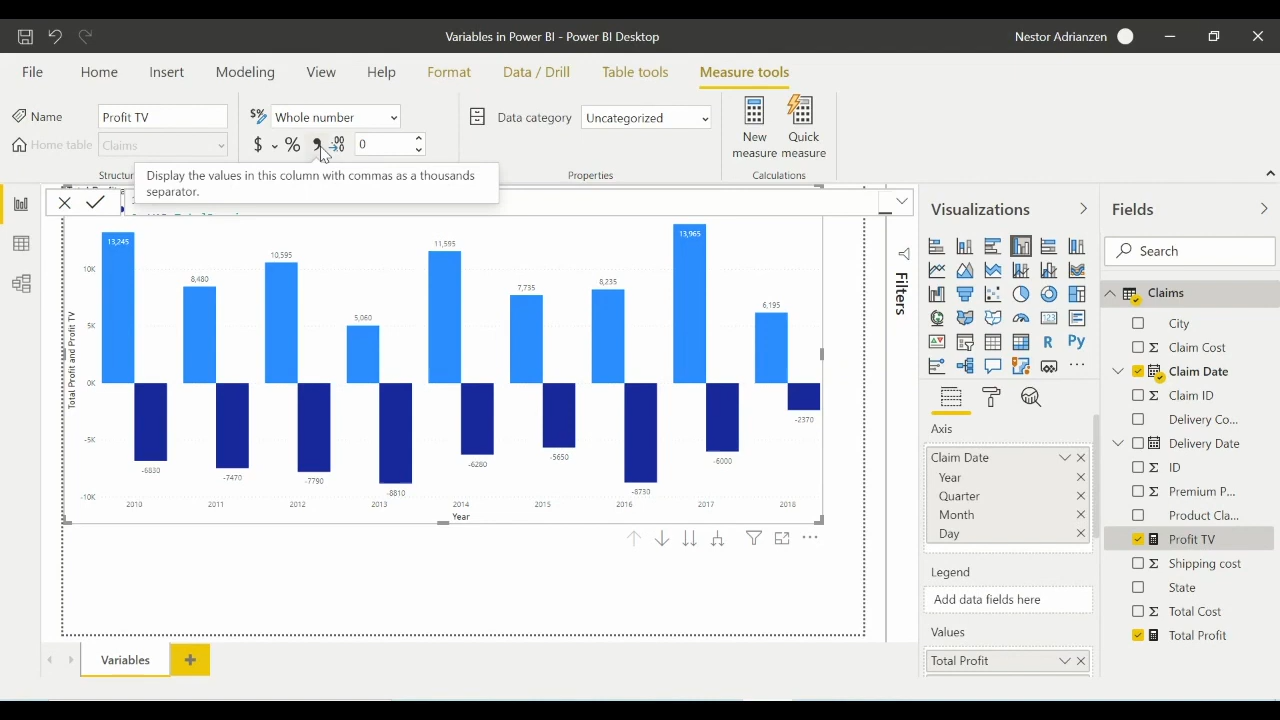 Variables in Power BI - Power BI Desktop
Nestor Adrianzen
File
Home
Insert
Modeling
View
Help
Format
Data / Drill
Table tools
Measure tools
Name
Profit TV
Home table
Claims
Whole number
$
%
0
Data category
Uncategorized
New
measure
Quick
measure
Properties
Calculations
Display the values in this column with commas as a thousands
separator.
13,245
8,480
10,595
5,060
11,595
7,735
8,235
13,965
6,195
10K
5K
0K
-5K
-10K
Total Profit and Profit TV
-6830
-7470
-7790
-8810
-6280
-5650
-8730
-6000
-2370
2010
2011
2012
2013
2014
2015
2016
2017
2018
Year
Variables
Filters
Visualizations
123
R
Py
Axis
Claim Date
Year
Quarter
Month
Day
Legend
Add data fields here
Values
Total Profit
Fields
Search
Claims
City
Claim Cost
Claim Date
Claim ID
Delivery Co...
Delivery Date
ID
Premium P...
Product Cla...
Profit TV
Shipping cost
State
Total Cost
Total Profit